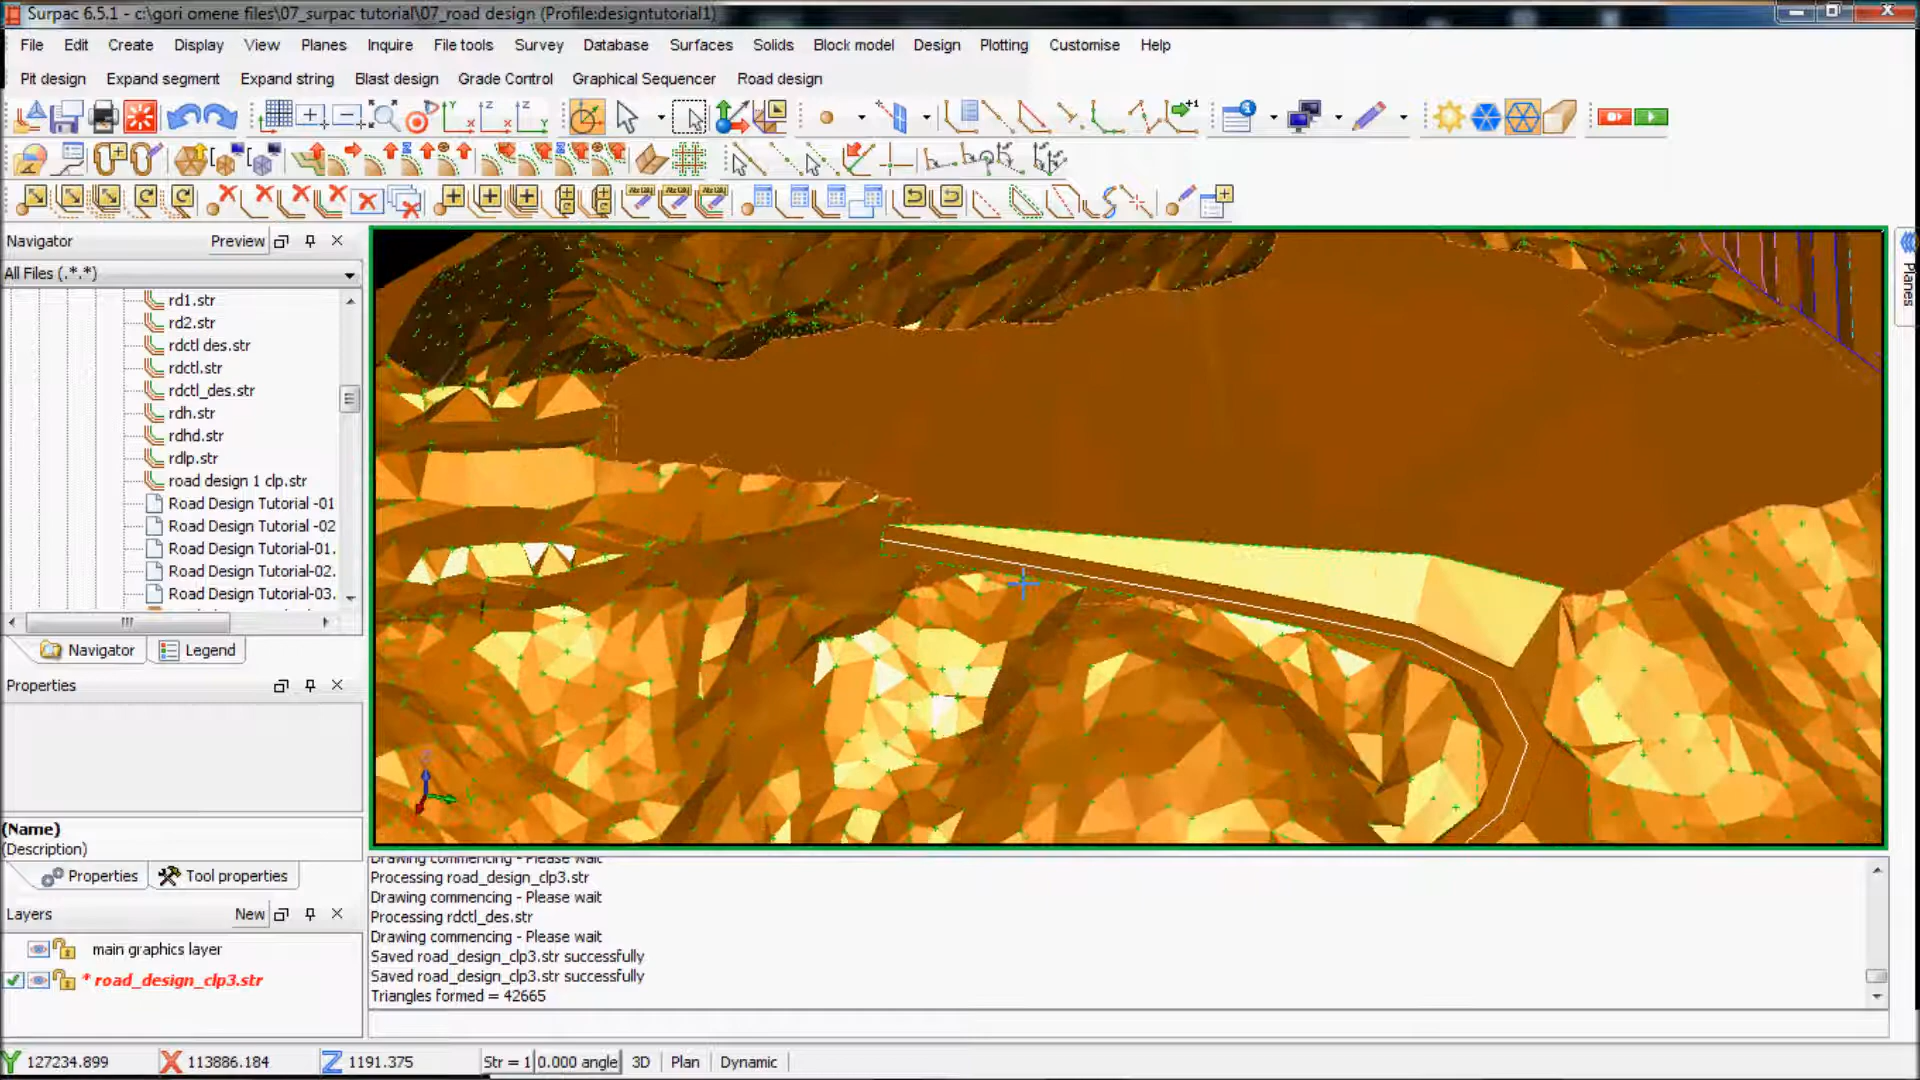 Surpac 6.5.1 - c:\gori omene files\07_surpac tutorial\07_road design (Profile:designtutorial1)
File Edit Create Display View Planes Inquire File tools Survey Database Surfaces Solids Block model Design Plotting Customise Help
Pit design Expand segment Expand string Blast design Grade Control Graphical Sequencer Road design
Navigator Preview
All Files (.*.*)
rd1.str
rd2.str
rdctl des.str
rdctl.str
rdctl_des.str
rdh.str
rdhd.str
rdlp.str
road design 1 clp.str
Road Design Tutorial -01
Road Design Tutorial -02
Road Design Tutorial-01.
Road Design Tutorial-02.
Road Design Tutorial-03.
Navigator Legend
Properties
(Name)
(Description)
Properties Tool properties
Layers New
main graphics layer
* road_design_clp3.str
Planes
Drawing commencing - Please wait
Processing road_design_clp3.str
Drawing commencing - Please wait
Processing rdctl_des.str
Drawing commencing - Please wait
Saved road_design_clp3.str successfully
Saved road_design_clp3.str successfully
Triangles formed = 42665
Y 127234.899 X 113886.184 Z 1191.375 Str = 1 0.000 angle 3D Plan Dynamic